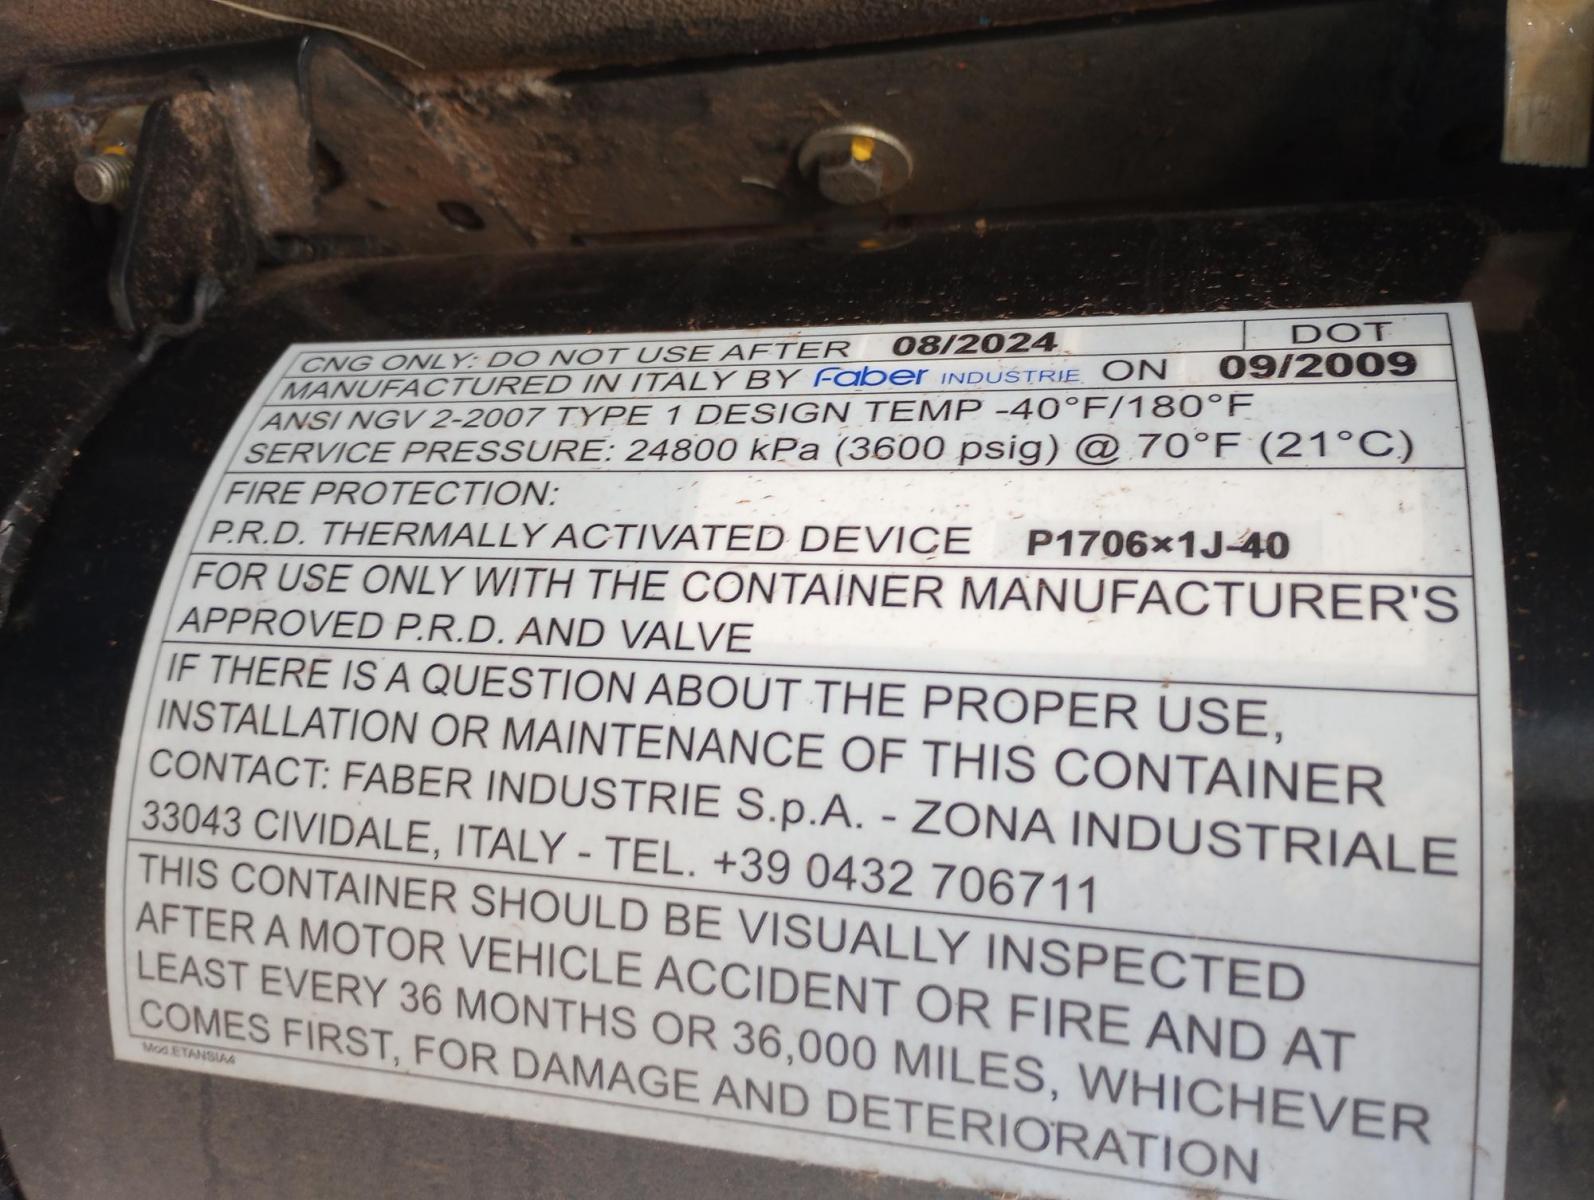 CNG ONLY: DO NOT USE AFTER 08/2024 DOT
MANUFACTURED IN ITALY BY Faber INDUSTRIE ON 09/2009
ANSI NGV 2-2007 TYPE 1 DESIGN TEMP -40°F/180°F
SERVICE PRESSURE: 24800 kPa (3600 psig) @ 70°F (21°C)
FIRE PROTECTION:
P.R.D. THERMALLY ACTIVATED DEVICE P1706×1J-40
FOR USE ONLY WITH THE CONTAINER MANUFACTURER'S
APPROVED P.R.D. AND VALVE
IF THERE IS A QUESTION ABOUT THE PROPER USE,
INSTALLATION OR MAINTENANCE OF THIS CONTAINER
CONTACT: FABER INDUSTRIE S.p.A. - ZONA INDUSTRIALE
33043 CIVIDALE, ITALY - TEL. +39 0432 706711
THIS CONTAINER SHOULD BE VISUALLY INSPECTED
AFTER A MOTOR VEHICLE ACCIDENT OR FIRE AND AT
LEAST EVERY 36 MONTHS OR 36,000 MILES, WHICHEVER
COMES FIRST, FOR DAMAGE AND DETERIORATION
Mod.ETANSIA4